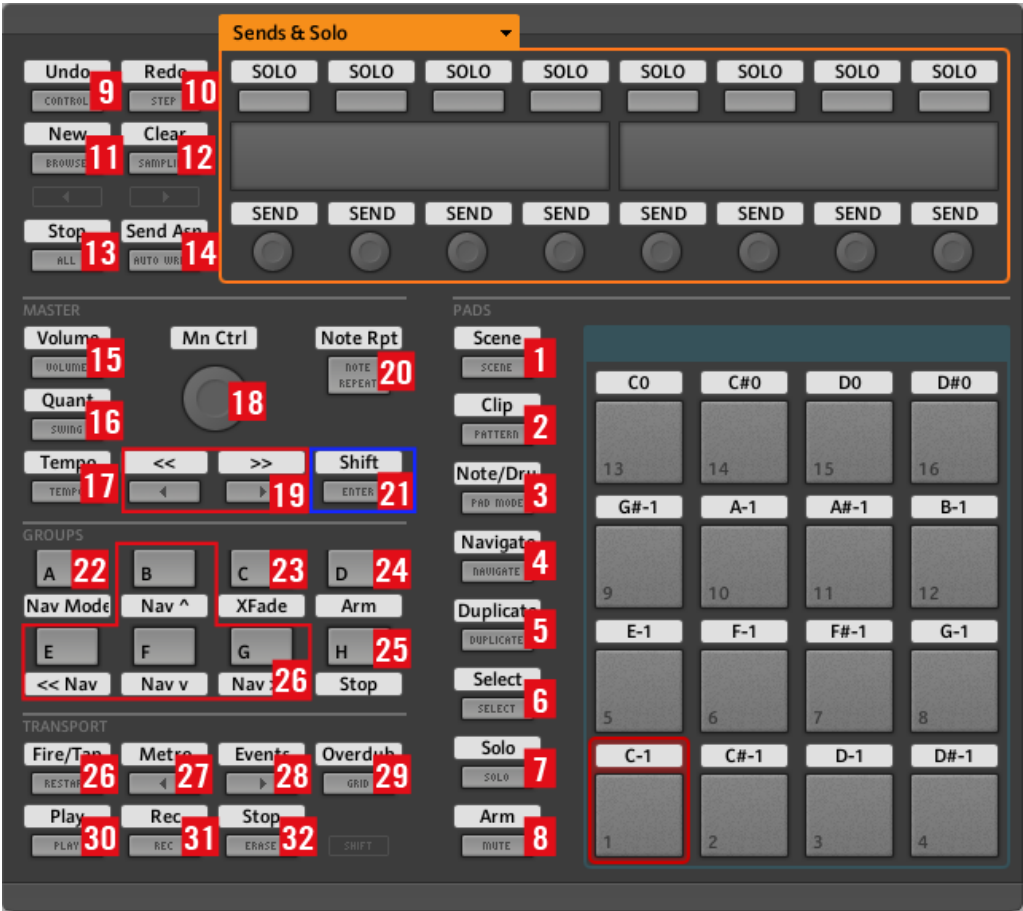 Sends & Solo
Undo Redo SOLO SOLO SOLO SOLO SOLO SOLO SOLO SOLO
CONTROL 9 STEP 10
New Clear
BROWSE 11 12
Stop SEND SEND SEND SEND SEND SEND SEND SEND
ALL 13 14
MASTER PADS
Volume Mn Ctrl Note Rpt Scene
VOLUME 15 18 NOTE REPEAT 20 SCENE 1
C0 C#0 D0 D#0
Quant Clip
SWING 16 PATTERN 2
Tempo << >> Shift Note/Dru
17 19 ENTER 21 PAD MODE 3
13 14 15 16
G#-1 A-1 A#-1 B-1
GROUPS
A 22 B C 23 D 24 Navigate
NAVIGATE 4
9 10 11 12
Nav Mode Nav ^ XFade Arm Duplicate
DUPLICATE 5
E-1 F-1 F#-1 G-1
E F G 26 H 25
<< Nav Nav v Nav Stop Select
SELECT 6
5 6 7 8
TRANSPORT
Fire/Tap Metro Events Overdub Solo
26 27 28 GRID 29 SOLO 7
C-1 C#-1 D-1 D#-1
Play Rec Stop Arm
PLAY 30 REC 31 ERASE 32 SHIFT MUTE 8
1 2 3 4